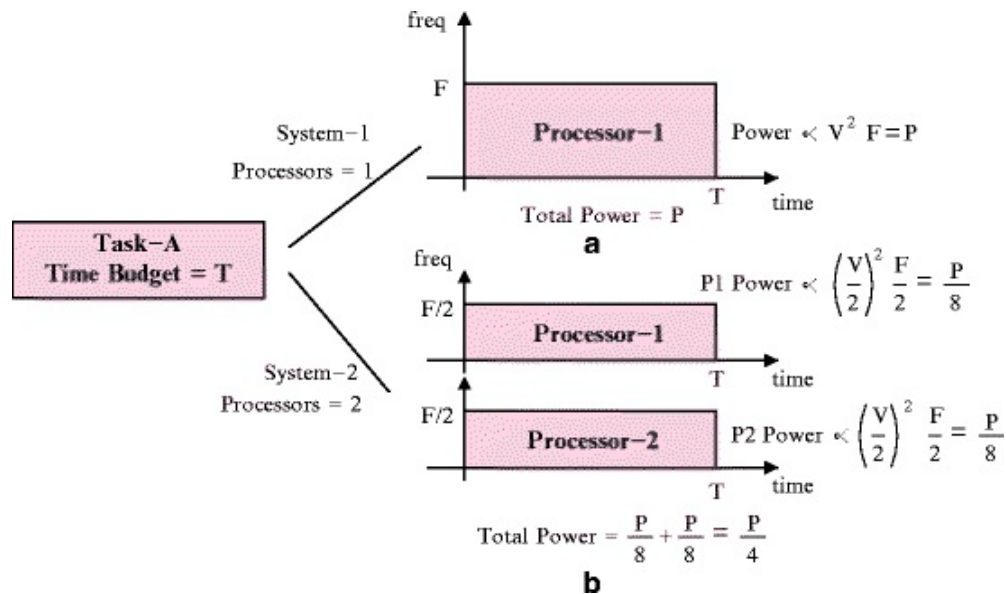 freq
F
System-1
Processors = 1
Processor-1
Power ∝ V² F = P
T
time
Total Power = P
a
Task-A
Time Budget = T
freq
F/2
Processor-1
P1 Power ∝ (V/2)² F/2 = P/8
T
time
System-2
Processors = 2
F/2
Processor-2
P2 Power ∝ (V/2)² F/2 = P/8
T
time
Total Power = P/8 + P/8 = P/4
b